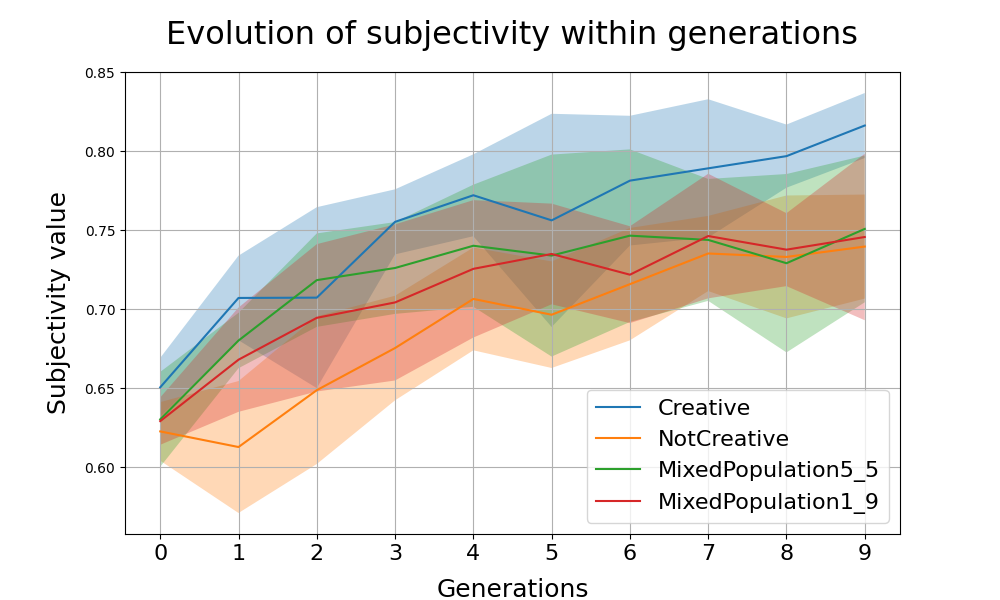 Evolution of subjectivity within generations
0.85
0.80
0.75
0.70
0.65
0.60
Subjectivity value
Creative
NotCreative
MixedPopulation5_5
MixedPopulation1_9
0 1 2 3 4 5 6 7 8 9
Generations